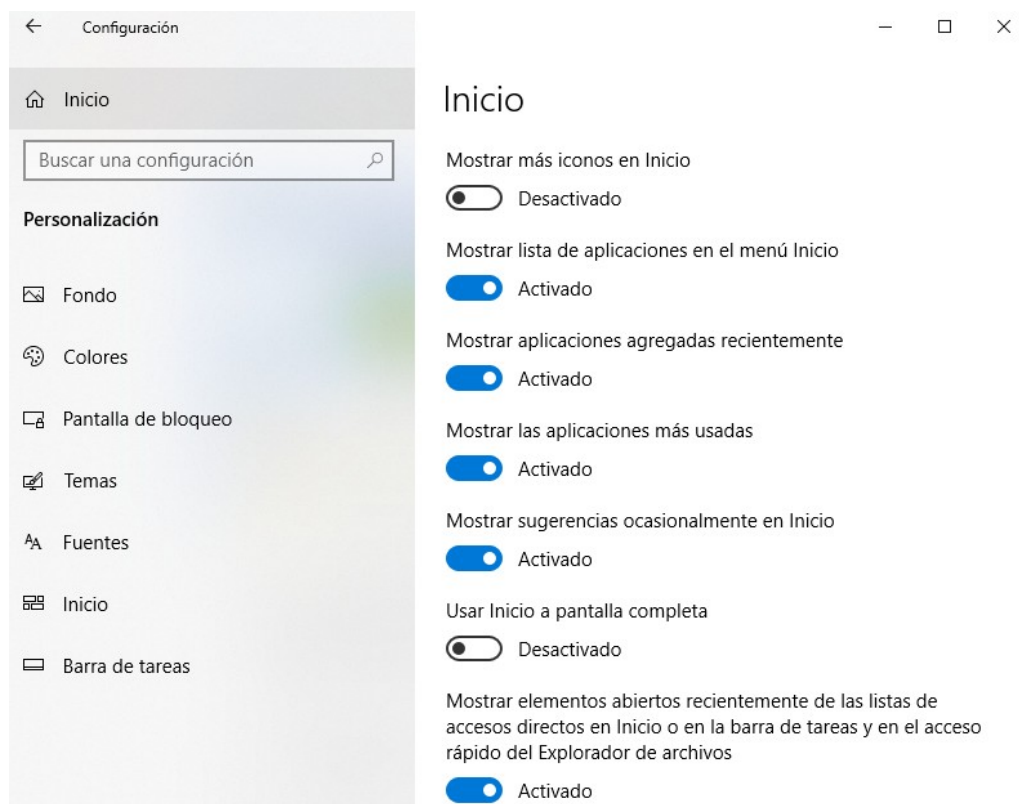 Configuración
Inicio
Buscar una configuración
Personalización
Fondo
Colores
Pantalla de bloqueo
Temas
Fuentes
Inicio
Barra de tareas
Inicio
Mostrar más iconos en Inicio
Desactivado
Mostrar lista de aplicaciones en el menú Inicio
Activado
Mostrar aplicaciones agregadas recientemente
Activado
Mostrar las aplicaciones más usadas
Activado
Mostrar sugerencias ocasionalmente en Inicio
Activado
Usar Inicio a pantalla completa
Desactivado
Mostrar elementos abiertos recientemente de las listas de
accesos directos en Inicio o en la barra de tareas y en el acceso
rápido del Explorador de archivos
Activado